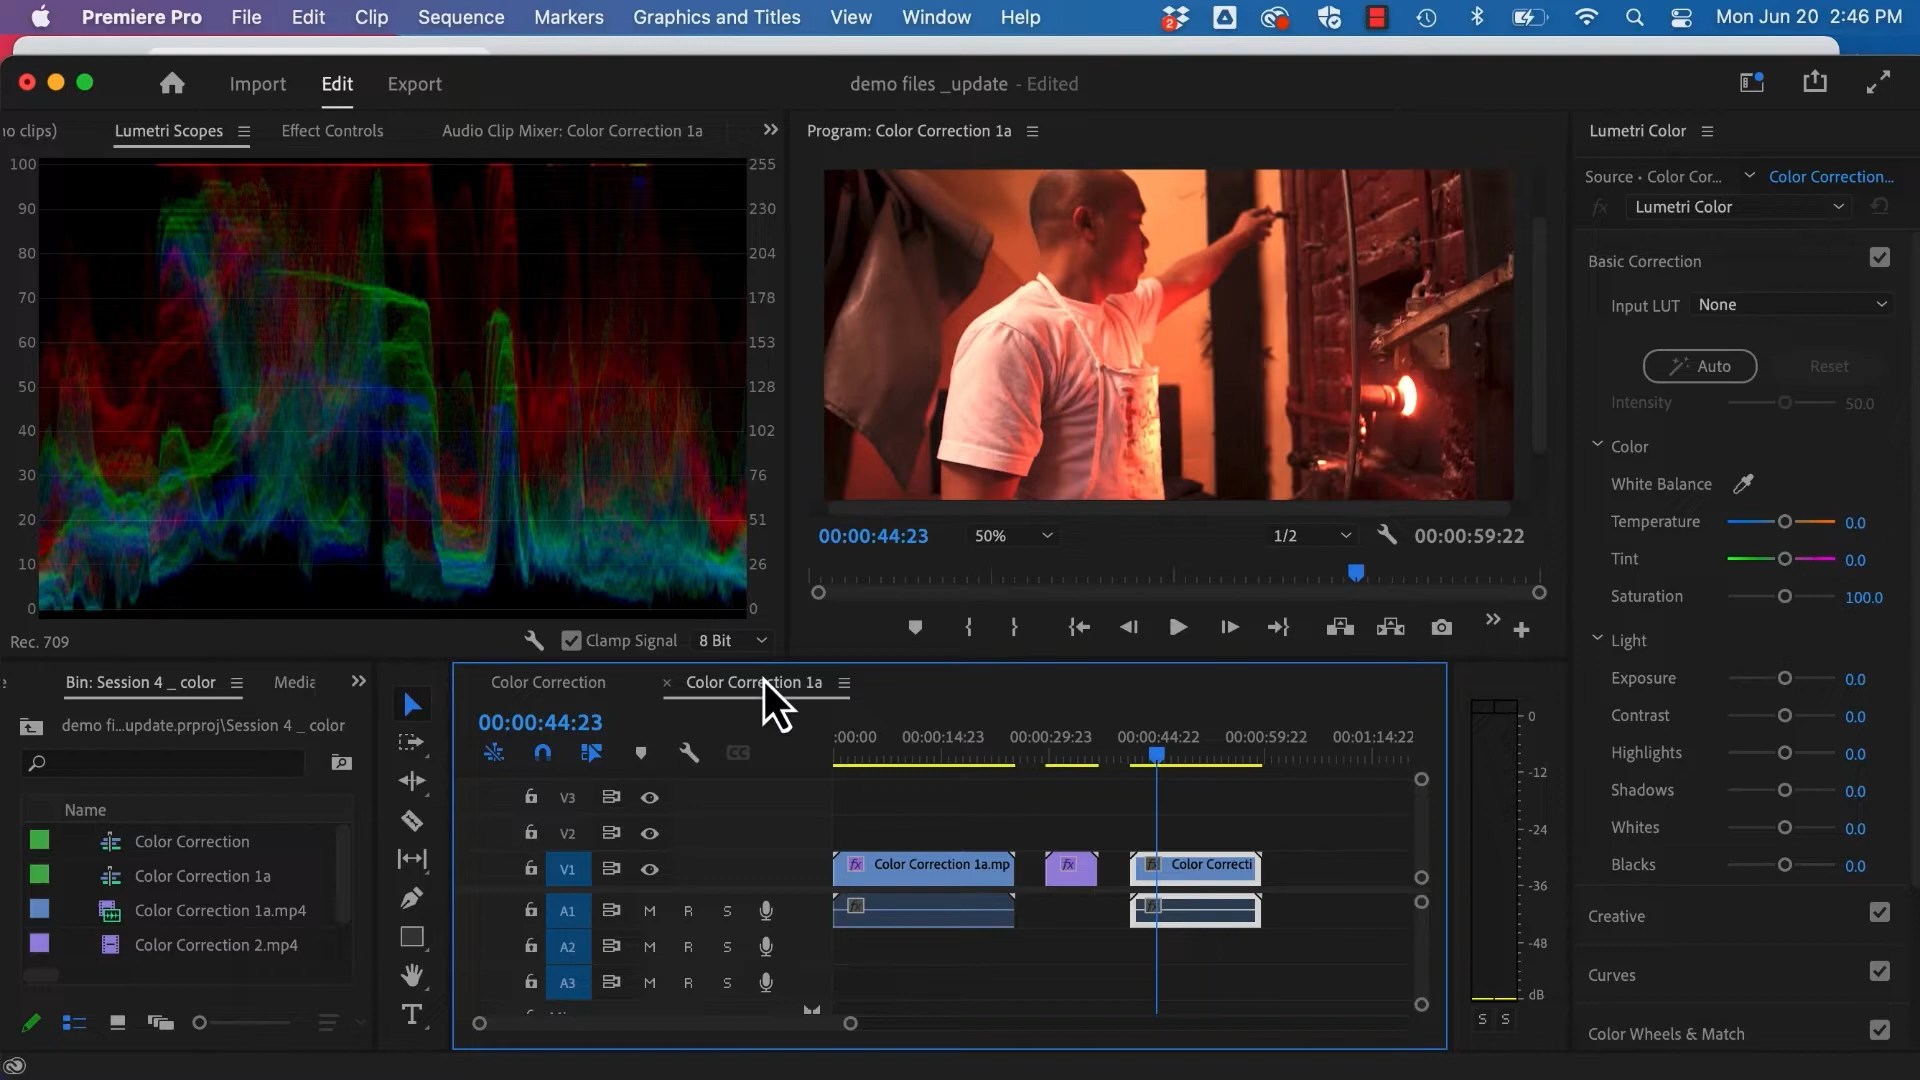 Premiere Pro File Edit Clip Sequence Markers Graphics and Titles View Window Help 2 Mon Jun 20 2:46 PM
Import Edit Export demo files _update - Edited
no clips) Lumetri Scopes Effect Controls Audio Clip Mixer: Color Correction 1a
100 255
90 230
80 204
70 178
60 153
50 128
40 102
30 76
20 51
10 26
0 0
Rec. 709 Clamp Signal 8 Bit
Program: Color Correction 1a
00:00:44:23 50% 1/2 00:00:59:22
Lumetri Color
Source • Color Cor... Color Correction...
fx Lumetri Color
Basic Correction
Input LUT None
Auto Reset
Intensity 50.0
Color
White Balance
Temperature 0.0
Tint 0.0
Saturation 100.0
Light
Exposure 0.0
Contrast 0.0
Highlights 0.0
Shadows 0.0
Whites 0.0
Blacks 0.0
Creative
Curves
Color Wheels & Match
Bin: Session 4 _ color Media
demo fi...update.prproj\Session 4 _ color
Name
Color Correction
Color Correction 1a
Color Correction 1a.mp4
Color Correction 2.mp4
T
Color Correction × Color Correction 1a
00:00:44:23
CC
:00:00 00:00:14:23 00:00:29:23 00:00:44:22 00:00:59:22 00:01:14:22
V3
V2
V1 fx Color Correction 1a.mp fx fx Color Correcti
A1 M R S fx fx
A2 M R S
A3 M R S
0
-12
-24
-36
-48
dB
S S